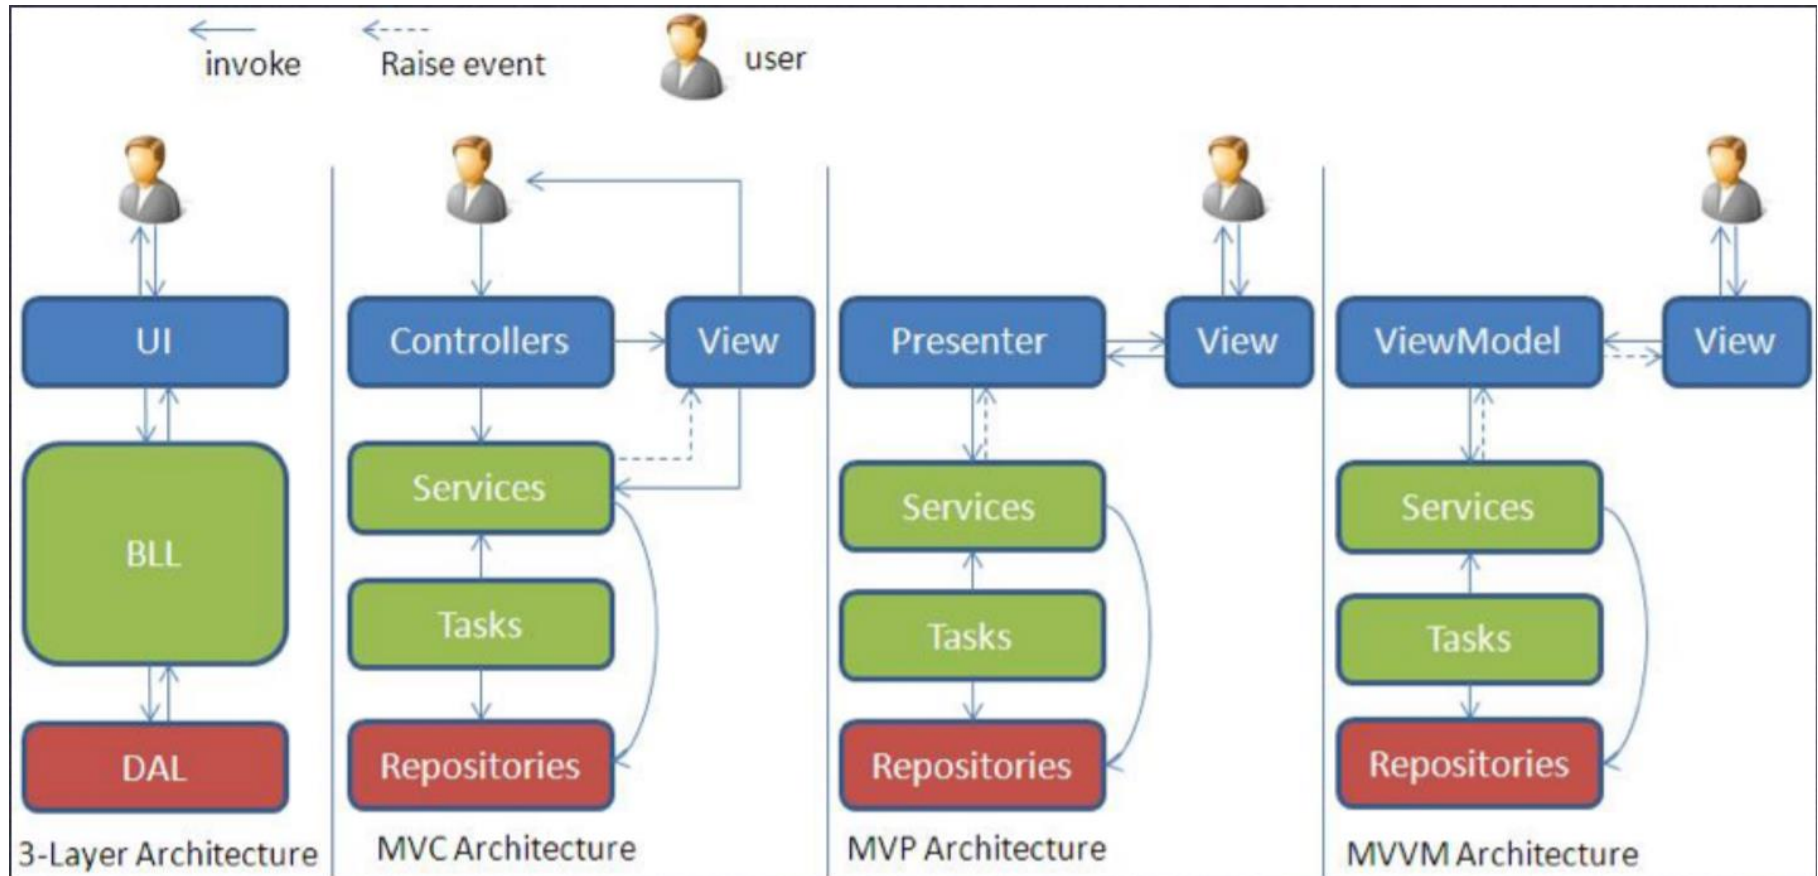 invoke
Raise event
user
UI
BLL
DAL
3-Layer Architecture
Controllers
View
Services
Tasks
Repositories
MVC Architecture
Presenter
View
Services
Tasks
Repositories
MVP Architecture
ViewModel
View
Services
Tasks
Repositories
MVVM Architecture